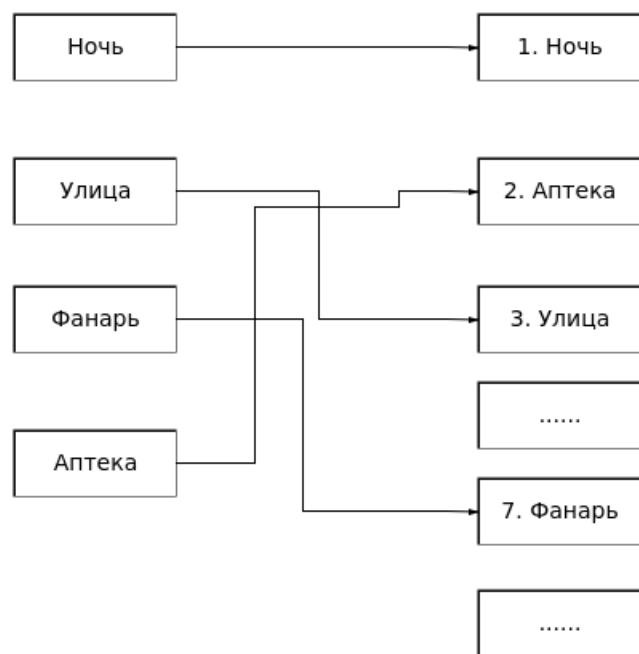 Ночь
1. Ночь
Улица
2. Аптека
Фанарь
3. Улица
......
Аптека
7. Фанарь
......